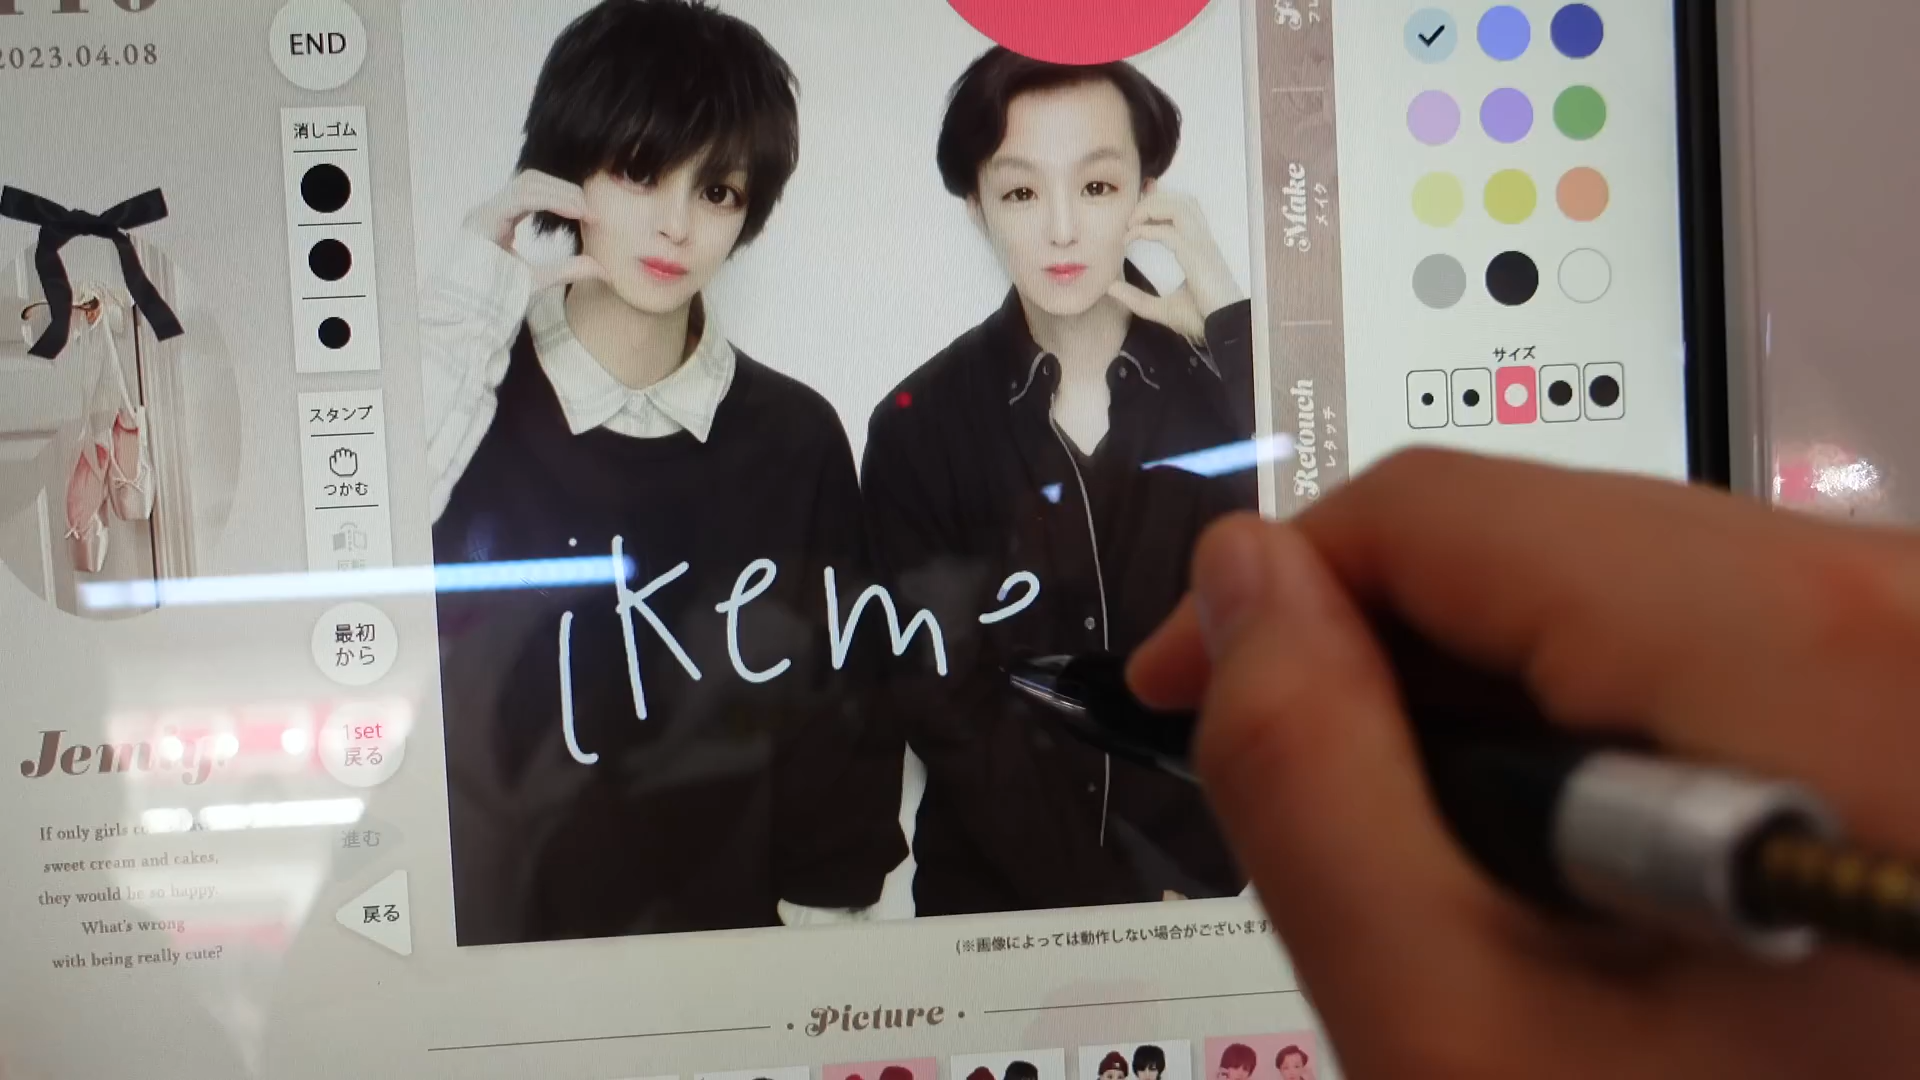 2023.04.08
END
消しゴム
スタンプ
つかむ
反転
最初
から
1set
戻る
進む
戻る
Jemiy
If only girls
sweet cream and cakes,
they would be so happy.
What's wrong
with being really cute?
ikem
Make
メイク
Retouch
レタッチ
サイズ
(※画像によっては動作しない場合がございます)
・Picture・